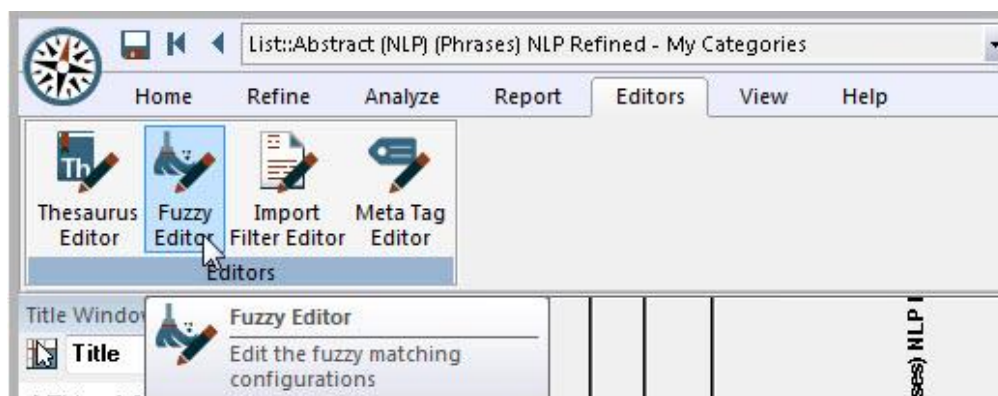 List::Abstract (NLP) (Phrases) NLP Refined - My Categories
Home Refine Analyze Report Editors View Help
Th
Thesaurus Editor
Fuzzy Editor
Import Filter Editor
Meta Tag Editor
Editors
Title Window
Fuzzy Editor
Title
Edit the fuzzy matching
configurations
ses) NLP